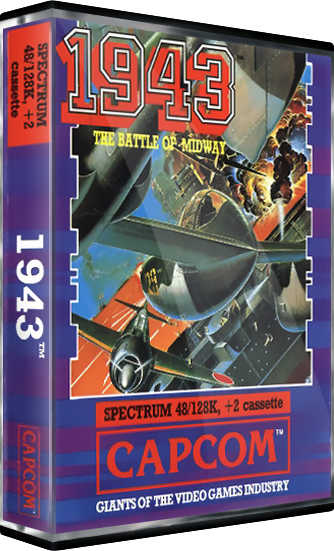 SPECTRUM
48/128K, +2
cassette
1943™
CAPCOM
1943™
THE BATTLE OF MIDWAY
SPECTRUM 48/128K, +2 cassette
CAPCOM™
GIANTS OF THE VIDEO GAMES INDUSTRY